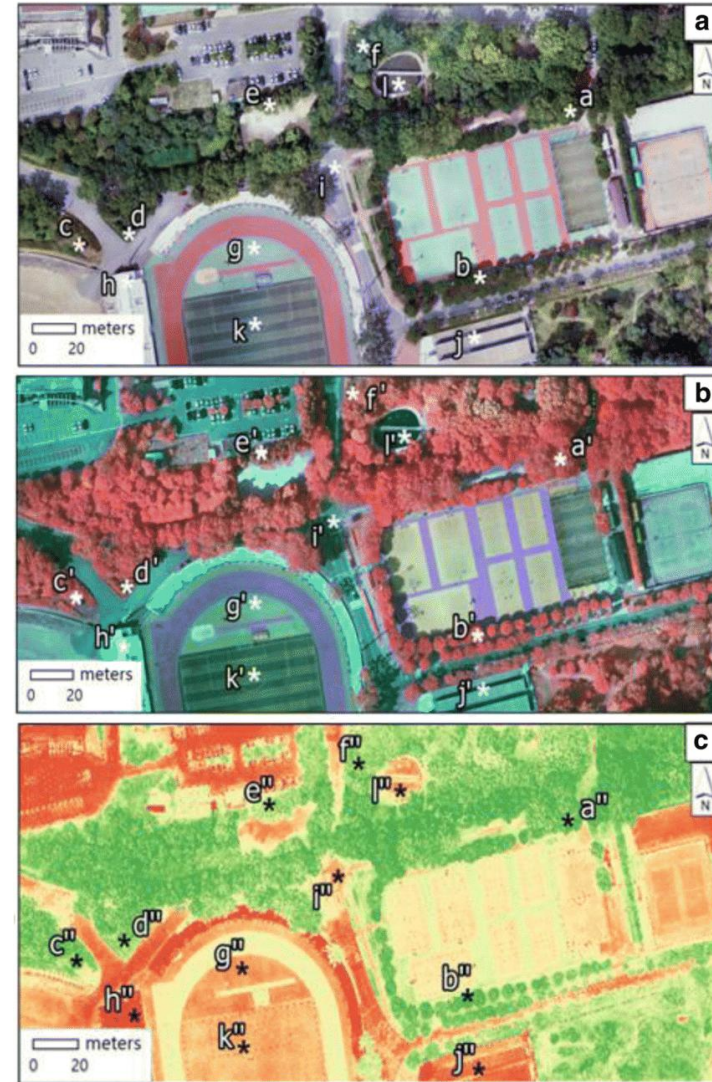 a
f
l
e
a
N
i
c
d
g
b
h
k
j
meters
0 20
b
f'
l'
e'
a'
N
i'
c'
d'
g'
h'
b'
k'
j'
meters
0 20
c
f"
e"
l"
a"
N
i"
c"
d"
g"
b"
h"
k"
j"
meters
0 20